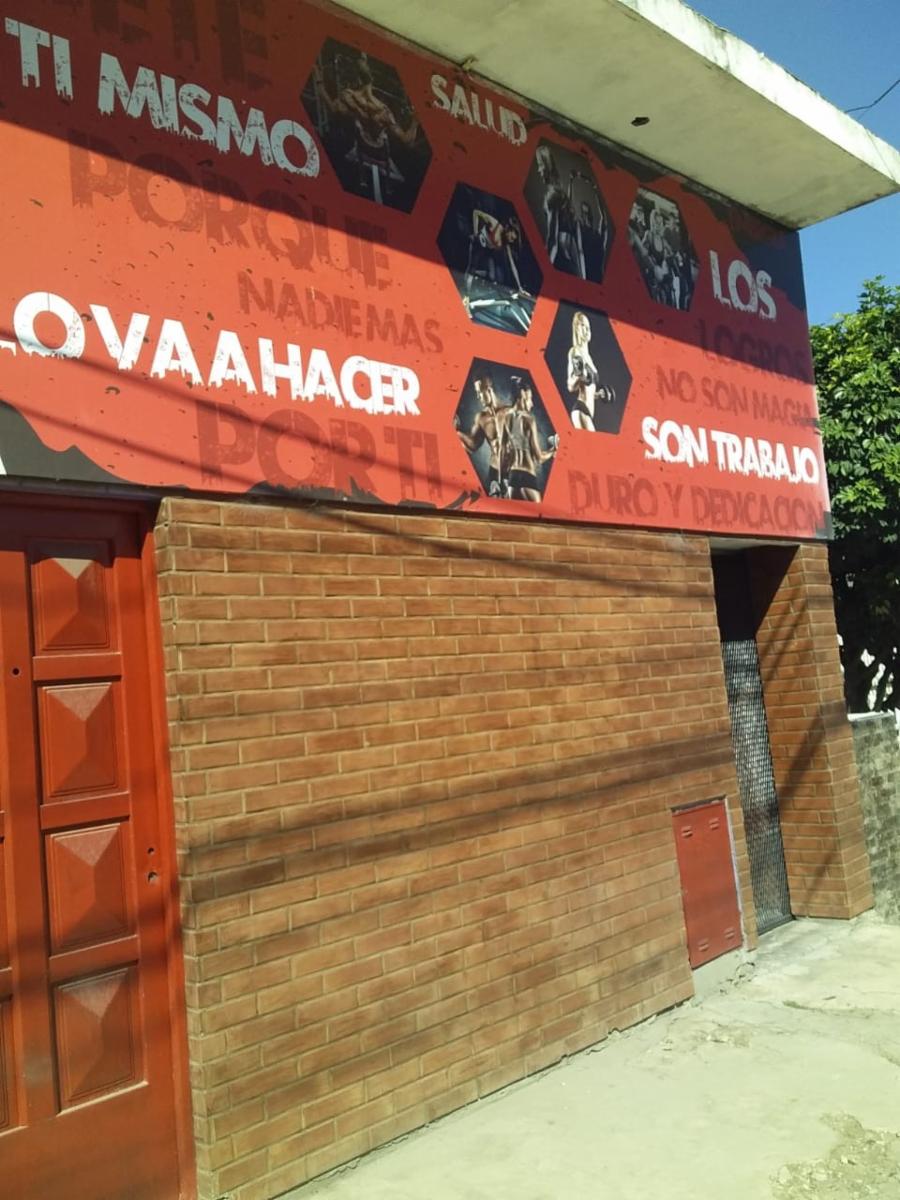 TI MISMO
PORQUE
NADIE MAS
LO VA A HACER
POR TI
SALUD
LOS
LOGROS
NO SON MAGIA
SON TRABAJO
DURO Y DEDICACION